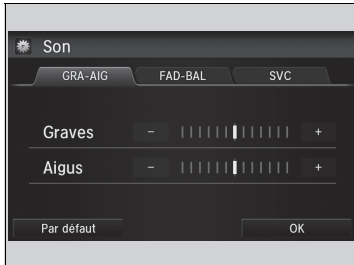 Son
GRA-AIG FAD-BAL SVC
Graves - +
Aigus - +
Par défaut OK